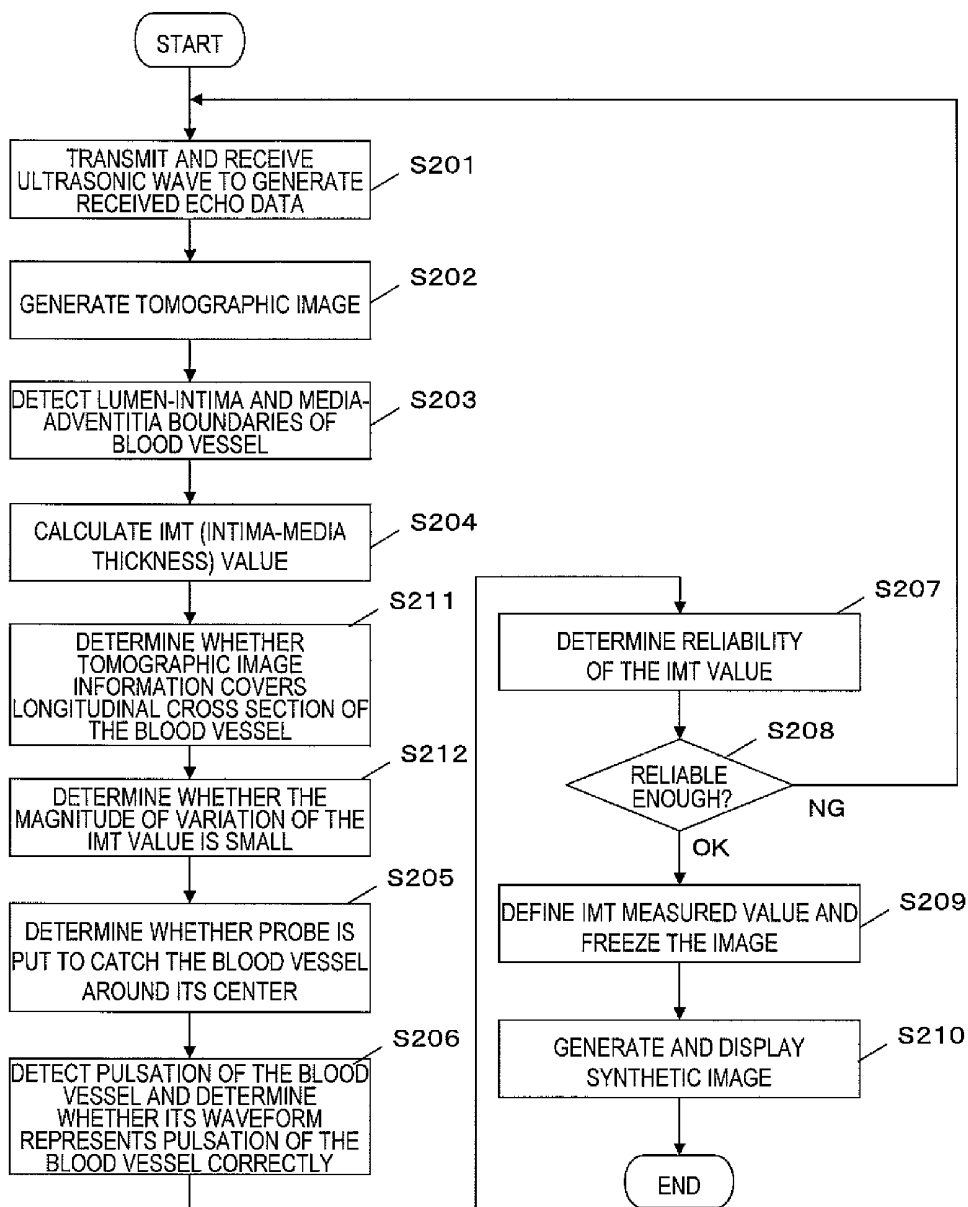 START
TRANSMIT AND RECEIVE
ULTRASONIC WAVE TO GENERATE
RECEIVED ECHO DATA
S201
GENERATE TOMOGRAPHIC IMAGE
S202
DETECT LUMEN-INTIMA AND MEDIA-
ADVENTITIA BOUNDARIES OF
BLOOD VESSEL
S203
CALCULATE IMT (INTIMA-MEDIA
THICKNESS) VALUE
S204
DETERMINE WHETHER
TOMOGRAPHIC IMAGE
INFORMATION COVERS
LONGITUDINAL CROSS SECTION OF
THE BLOOD VESSEL
S211
DETERMINE WHETHER THE
MAGNITUDE OF VARIATION OF THE
IMT VALUE IS SMALL
S212
DETERMINE WHETHER PROBE IS
PUT TO CATCH THE BLOOD VESSEL
AROUND ITS CENTER
S205
DETECT PULSATION OF THE BLOOD
VESSEL AND DETERMINE
WHETHER ITS WAVEFORM
REPRESENTS PULSATION OF THE
BLOOD VESSEL CORRECTLY
S206
DETERMINE RELIABILITY
OF THE IMT VALUE
S207
RELIABLE
ENOUGH?
S208
NG
OK
DEFINE IMT MEASURED VALUE AND
FREEZE THE IMAGE
S209
GENERATE AND DISPLAY
SYNTHETIC IMAGE
S210
END